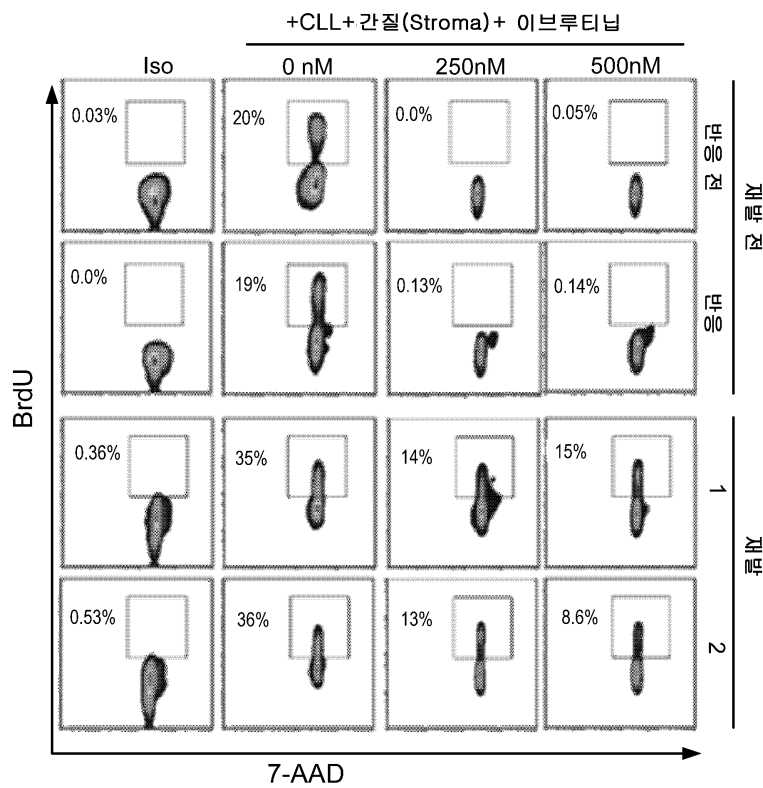 +CLL+간질(Stroma)+ 이브루티닙
Iso 0 nM 250nM 500nM
0.03% 20% 0.0% 0.05%
반응 전
재발 전
0.0% 19% 0.13% 0.14%
반응
BrdU
0.36% 35% 14% 15%
1
재발
0.53% 36% 13% 8.6%
2
7-AAD